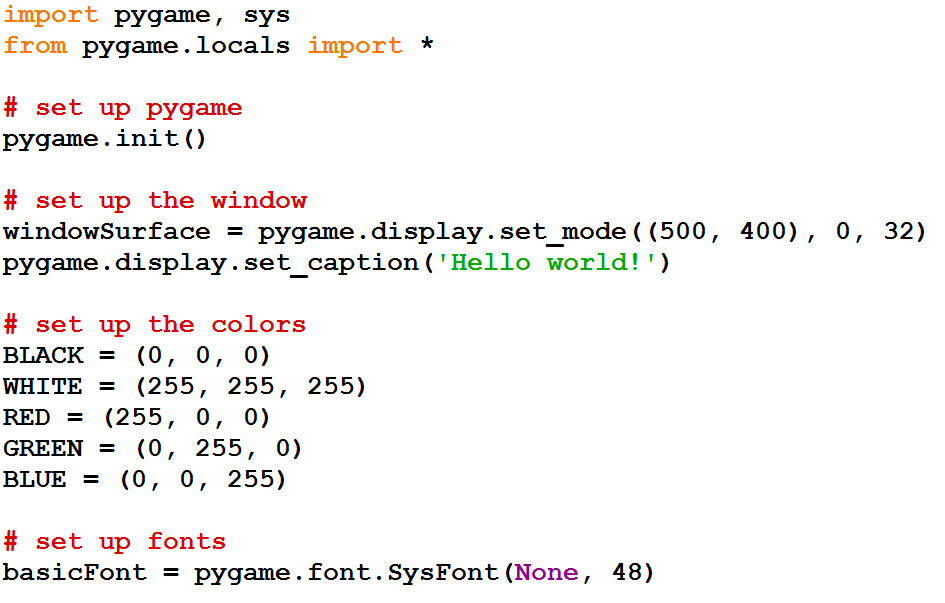 import pygame, sys
from pygame.locals import *
# set up pygame
pygame.init()
# set up the window
windowSurface = pygame.display.set_mode((500, 400), 0, 32)
pygame.display.set_caption('Hello world!')
# set up the colors
BLACK = (0, 0, 0)
WHITE = (255, 255, 255)
RED = (255, 0, 0)
GREEN = (0, 255, 0)
BLUE = (0, 0, 255)
# set up fonts
basicFont = pygame.font.SysFont(None, 48)